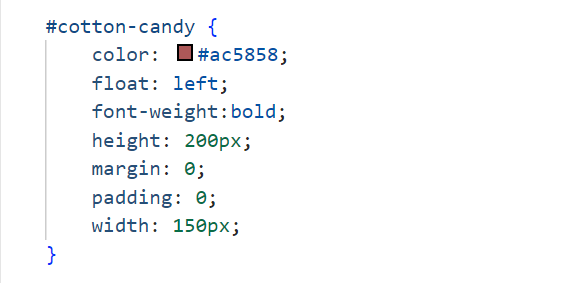 #cotton-candy {
color: #ac5858;
float: left;
font-weight:bold;
height: 200px;
margin: 0;
padding: 0;
width: 150px;
}